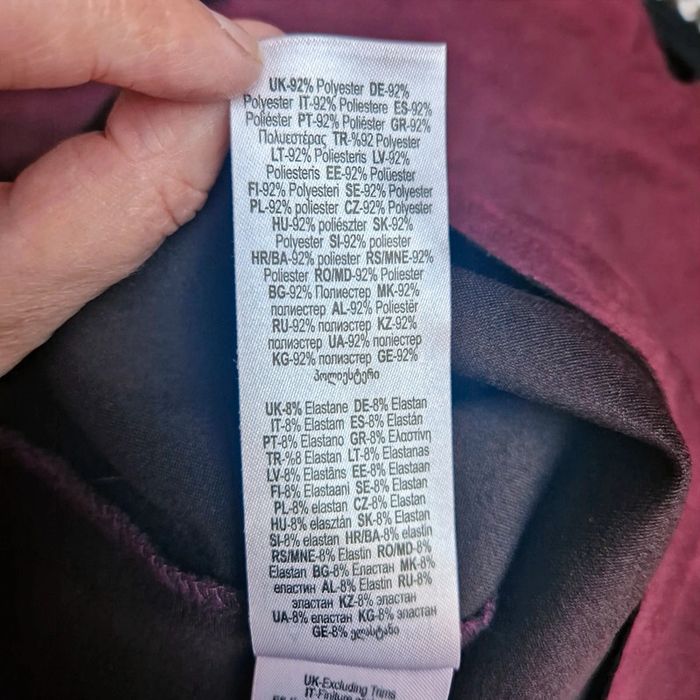 UK-92% Polyester DE-92%
Polyester IT-92% Poliestere ES-92%
Poliéster PT-92% Poliéster GR-92%
Πολυεστέρας TR-%92 Polyester
LT-92% Poliesteris LV-92%
Poliesteris EE-92% Polüester
FI-92% Polyesteri SE-92% Polyester
PL-92% poliester CZ-92% Polyester
HU-92% poliészter SK-92%
Polyester SI-92% poliester
HR/BA-92% poliester RS/MNE-92%
Poliester RO/MD-92% Poliester
BG-92% Полиестер MK-92%
полиестер AL-92% Poliestër
RU-92% полиэстер KZ-92%
полиэстер UA-92% поліестер
KG-92% полиэстер GE-92%
პოლიესტერი
UK-8% Elastane DE-8% Elastan
IT-8% Elastam ES-8% Elastán
PT-8% Elastano GR-8% Ελαστίνη
TR-%8 Elastan LT-8% Elastanas
LV-8% Elastāns EE-8% Elastaan
FI-8% Elastaani SE-8% Elastan
PL-8% elastan CZ-8% Elastan
HU-8% elasztán SK-8% Elastan
SI-8% elastan HR/BA-8% elastin
RS/MNE-8% Elastin RO/MD-8%
Elastan BG-8% Еластан MK-8%
еластин AL-8% Elastin RU-8%
эластан KZ-8% эластан
UA-8% еластан KG-8% эластан
GE-8% ელასტანი
UK-Excluding Trims
IT-Finiture